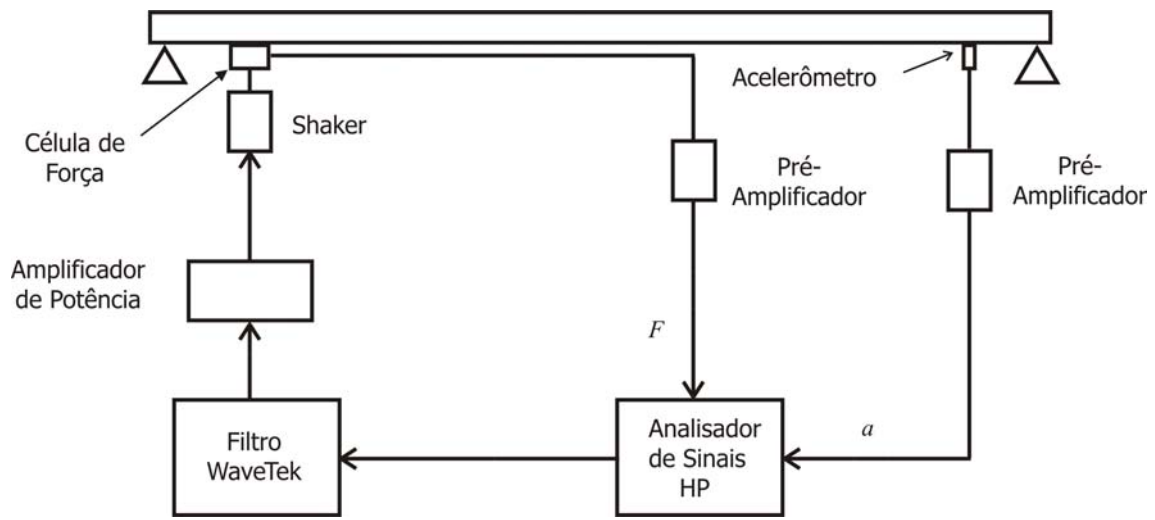 Acelerômetro
Shaker
Célula de
Força
Pré-
Amplificador
Pré-
Amplificador
Amplificador
de Potência
F
Filtro
WaveTek
Analisador
de Sinais
HP
a